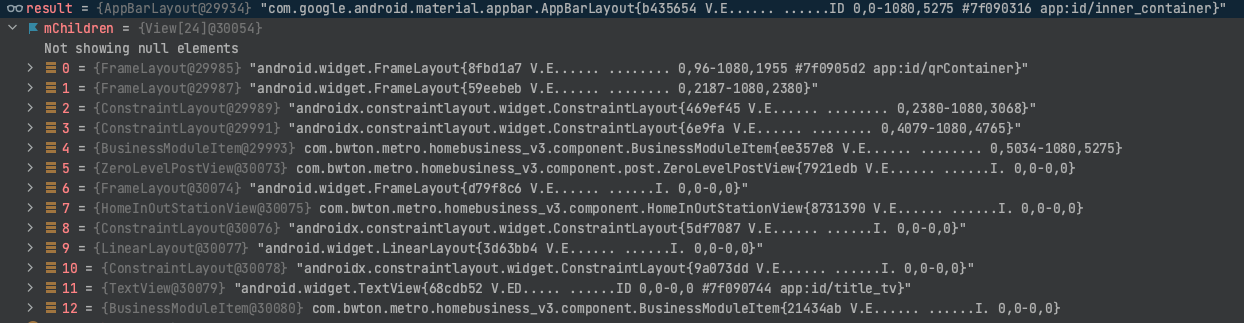 result = {AppBarLayout@29934} "com.google.android.material.appbar.AppBarLayout{b435654 V.E...... ......ID 0,0-1080,5275 #7f090316 app:id/inner_container}"
mChildren = {View[24]@30054}
Not showing null elements
0 = {FrameLayout@29985} "android.widget.FrameLayout{8fbd1a7 V.E...... ........ 0,96-1080,1955 #7f0905d2 app:id/qrContainer}"
1 = {FrameLayout@29987} "android.widget.FrameLayout{59eebeb V.E...... ........ 0,2187-1080,2380}"
2 = {ConstraintLayout@29989} "androidx.constraintlayout.widget.ConstraintLayout{469ef45 V.E...... ........ 0,2380-1080,3068}"
3 = {ConstraintLayout@29991} "androidx.constraintlayout.widget.ConstraintLayout{6e9fa V.E...... ........ 0,4079-1080,4765}"
4 = {BusinessModuleItem@29993} com.bwton.metro.homebusiness_v3.component.BusinessModuleItem{ee357e8 V.E...... ........ 0,5034-1080,5275}
5 = {ZeroLevelPostView@30073} com.bwton.metro.homebusiness_v3.component.post.ZeroLevelPostView{7921edb V.E...... ......I. 0,0-0,0}
6 = {FrameLayout@30074} "android.widget.FrameLayout{d79f8c6 V.E...... ......I. 0,0-0,0}"
7 = {HomeInOutStationView@30075} com.bwton.metro.homebusiness_v3.component.HomeInOutStationView{8731390 V.E...... ......I. 0,0-0,0}
8 = {ConstraintLayout@30076} "androidx.constraintlayout.widget.ConstraintLayout{5df7087 V.E...... ......I. 0,0-0,0}"
9 = {LinearLayout@30077} "android.widget.LinearLayout{3d63bb4 V.E...... ......I. 0,0-0,0}"
10 = {ConstraintLayout@30078} "androidx.constraintlayout.widget.ConstraintLayout{9a073dd V.E...... ......I. 0,0-0,0}"
11 = {TextView@30079} "android.widget.TextView{68cdb52 V.ED..... ......ID 0,0-0,0 #7f090744 app:id/title_tv}"
12 = {BusinessModuleItem@30080} com.bwton.metro.homebusiness_v3.component.BusinessModuleItem{21434ab V.E...... ......I. 0,0-0,0}